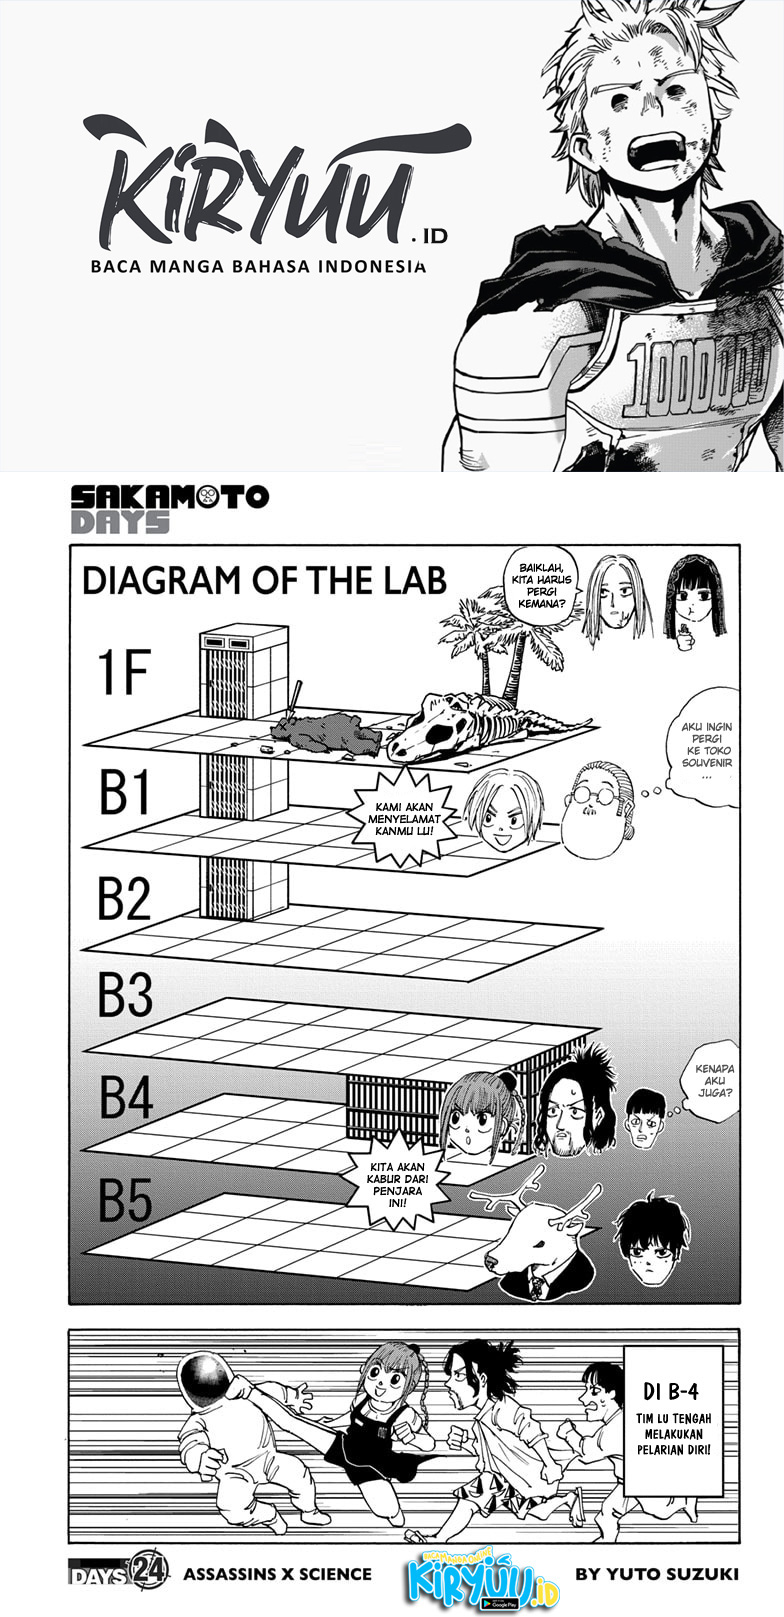 KIRYUU.ID
BACA MANGA BAHASA INDONESIA
1000000
SAKAMOTO
DAYS
DIAGRAM OF THE LAB
BAIKLAH,
KITA HARUS
PERGI
KEMANA?
1F
AKU INGIN
PERGI
KE TOKO
SOUVENIR
...
B1
KAMI AKAN
MENYELAMAT
KANMU LU!
B2
B3
B4
KENAPA
AKU
JUGA?
KITA AKAN
KABUR DARI
PENJARA
INI!
B5
DI B-4
TIM LU TENGAH
MELAKUKAN
PELARIAN DIRI!
DAYS 24
ASSASSINS X SCIENCE
KIRYUU.ID
Google Play
BY YUTO SUZUKI